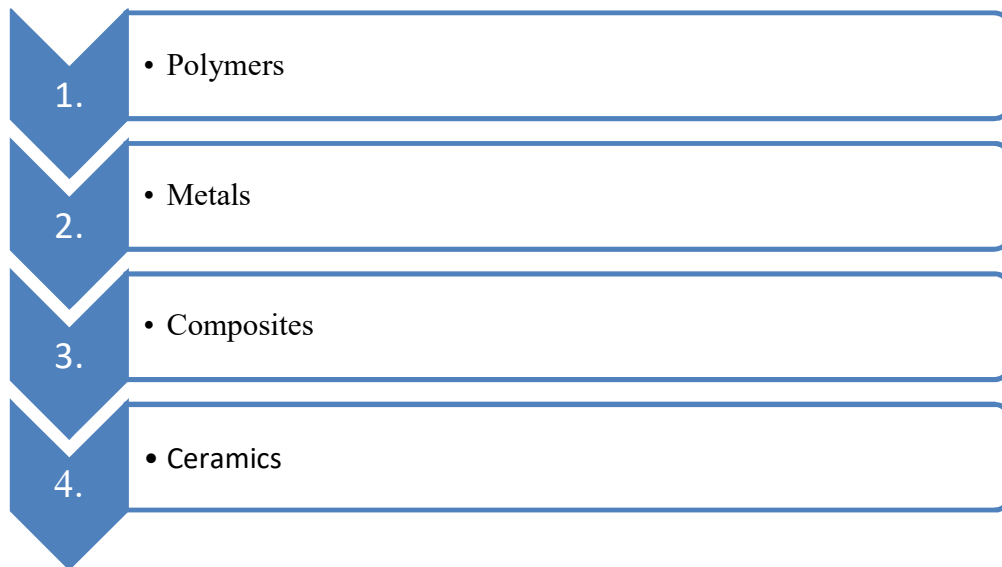 1.
• Polymers
2.
• Metals
3.
• Composites
4.
• Ceramics